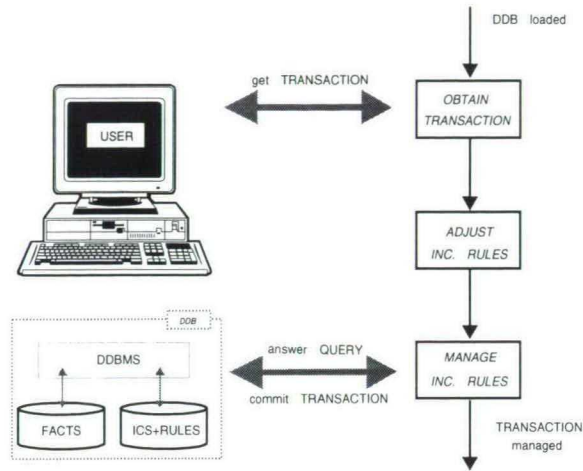 DDB loaded
get TRANSACTION
OBTAIN
TRANSACTION
USER
ADJUST
INC. RULES
DDB
DDBMS
answer QUERY
MANAGE
INC. RULES
commit TRANSACTION
FACTS
ICS+RULES
TRANSACTION
managed